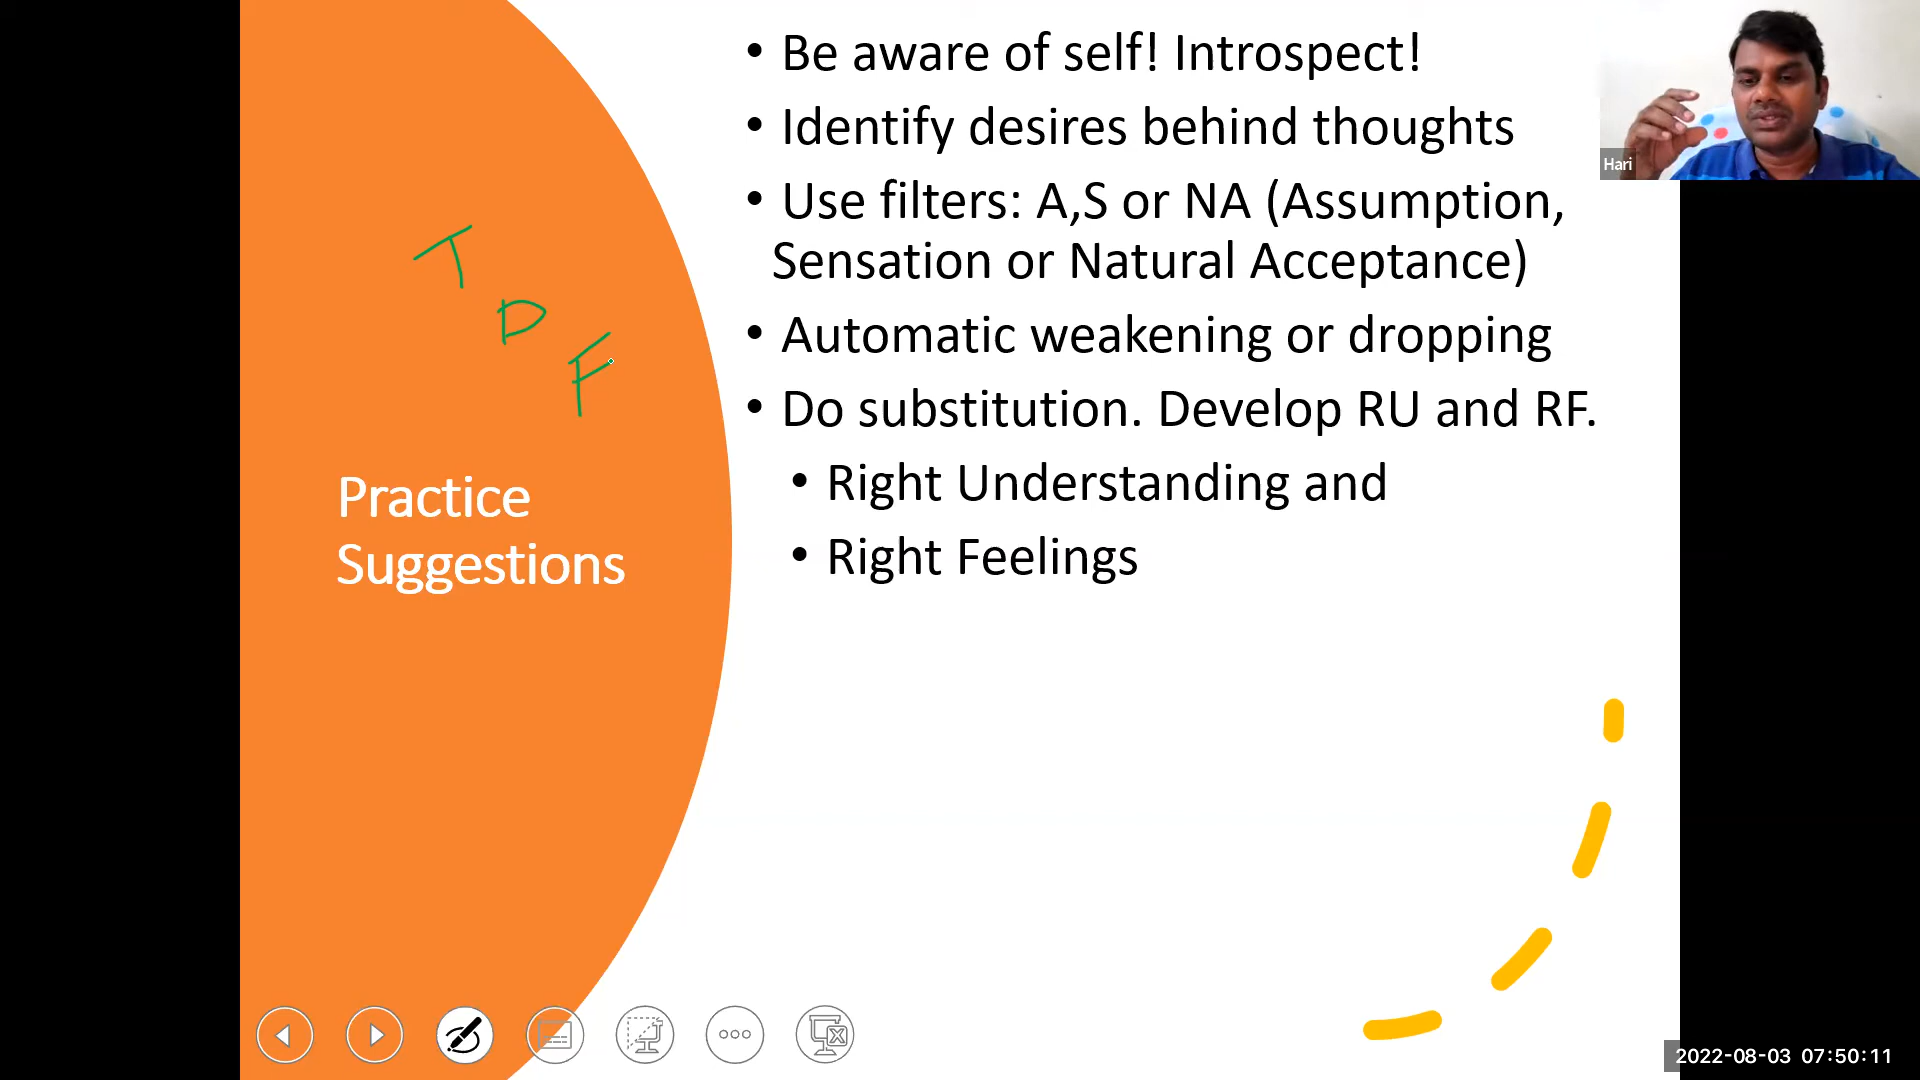 • Be aware of self! Introspect!
• Identify desires behind thoughts
• Use filters: A,S or NA (Assumption,
Sensation or Natural Acceptance)
• Automatic weakening or dropping
• Do substitution. Develop RU and RF.
• Right Understanding and
• Right Feelings
T
D
F
Practice
Suggestions
Hari
2022-08-03 07:50:11